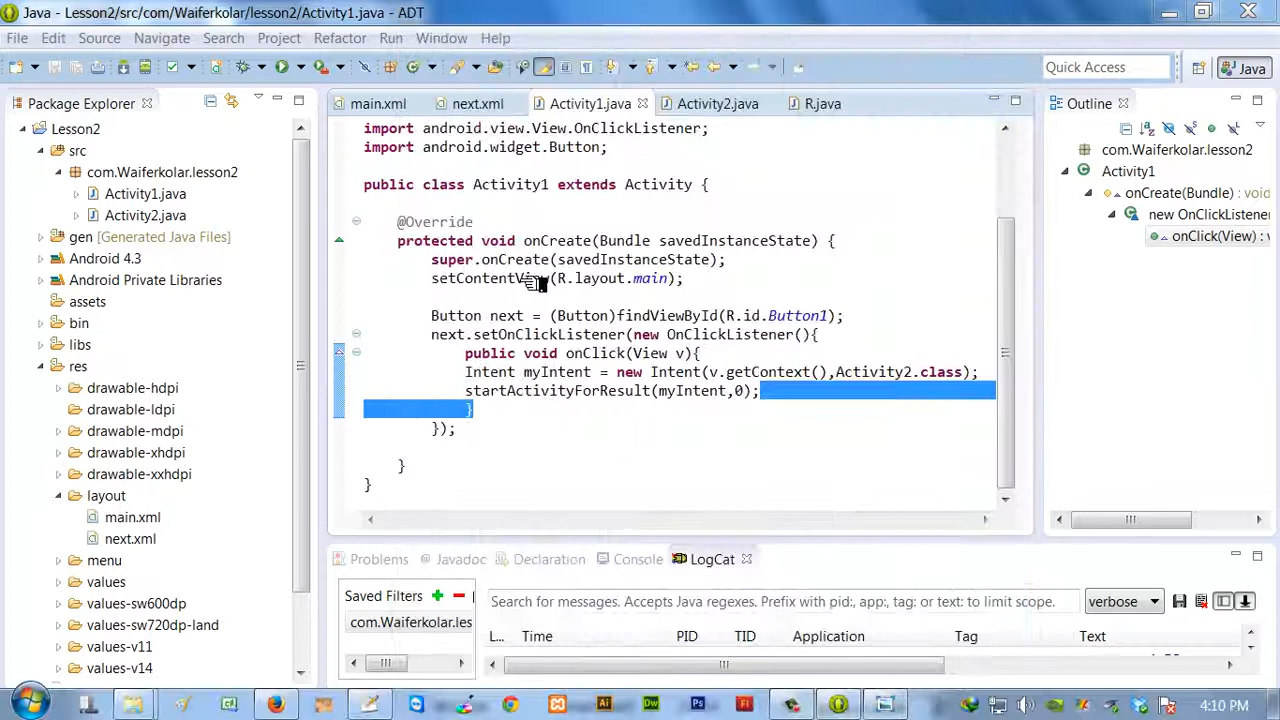 Java - Lesson2/src/com/Waiferkolar/lesson2/Activity1.java - ADT
File Edit Source Navigate Search Project Refactor Run Window Help
Quick Access
Java
Package Explorer
Lesson2
src
com.Waiferkolar.lesson2
Activity1.java
Activity2.java
gen [Generated Java Files]
Android 4.3
Android Private Libraries
assets
bin
libs
res
drawable-hdpi
drawable-ldpi
drawable-mdpi
drawable-xhdpi
drawable-xxhdpi
layout
main.xml
next.xml
menu
values
values-sw600dp
values-sw720dp-land
values-v11
values-v14
main.xml next.xml Activity1.java Activity2.java R.java
import android.view.View.OnClickListener;
import android.widget.Button;
public class Activity1 extends Activity {
@Override
protected void onCreate(Bundle savedInstanceState) {
super.onCreate(savedInstanceState);
setContentView(R.layout.main);
Button next = (Button)findViewById(R.id.Button1);
next.setOnClickListener(new OnClickListener(){
public void onClick(View v){
Intent myIntent = new Intent(v.getContext(),Activity2.class);
startActivityForResult(myIntent,0);
}
});
}
}
Outline
com.Waiferkolar.lesson2
Activity1
onCreate(Bundle) : void
new OnClickListener
onClick(View) : void
Problems @ Javadoc Declaration Console LogCat
Saved Filters
com.Waiferkolar.les
Search for messages. Accepts Java regexes. Prefix with pid:, app:, tag: or text: to limit scope.
verbose
L... Time PID TID Application Tag Text
4:10 PM